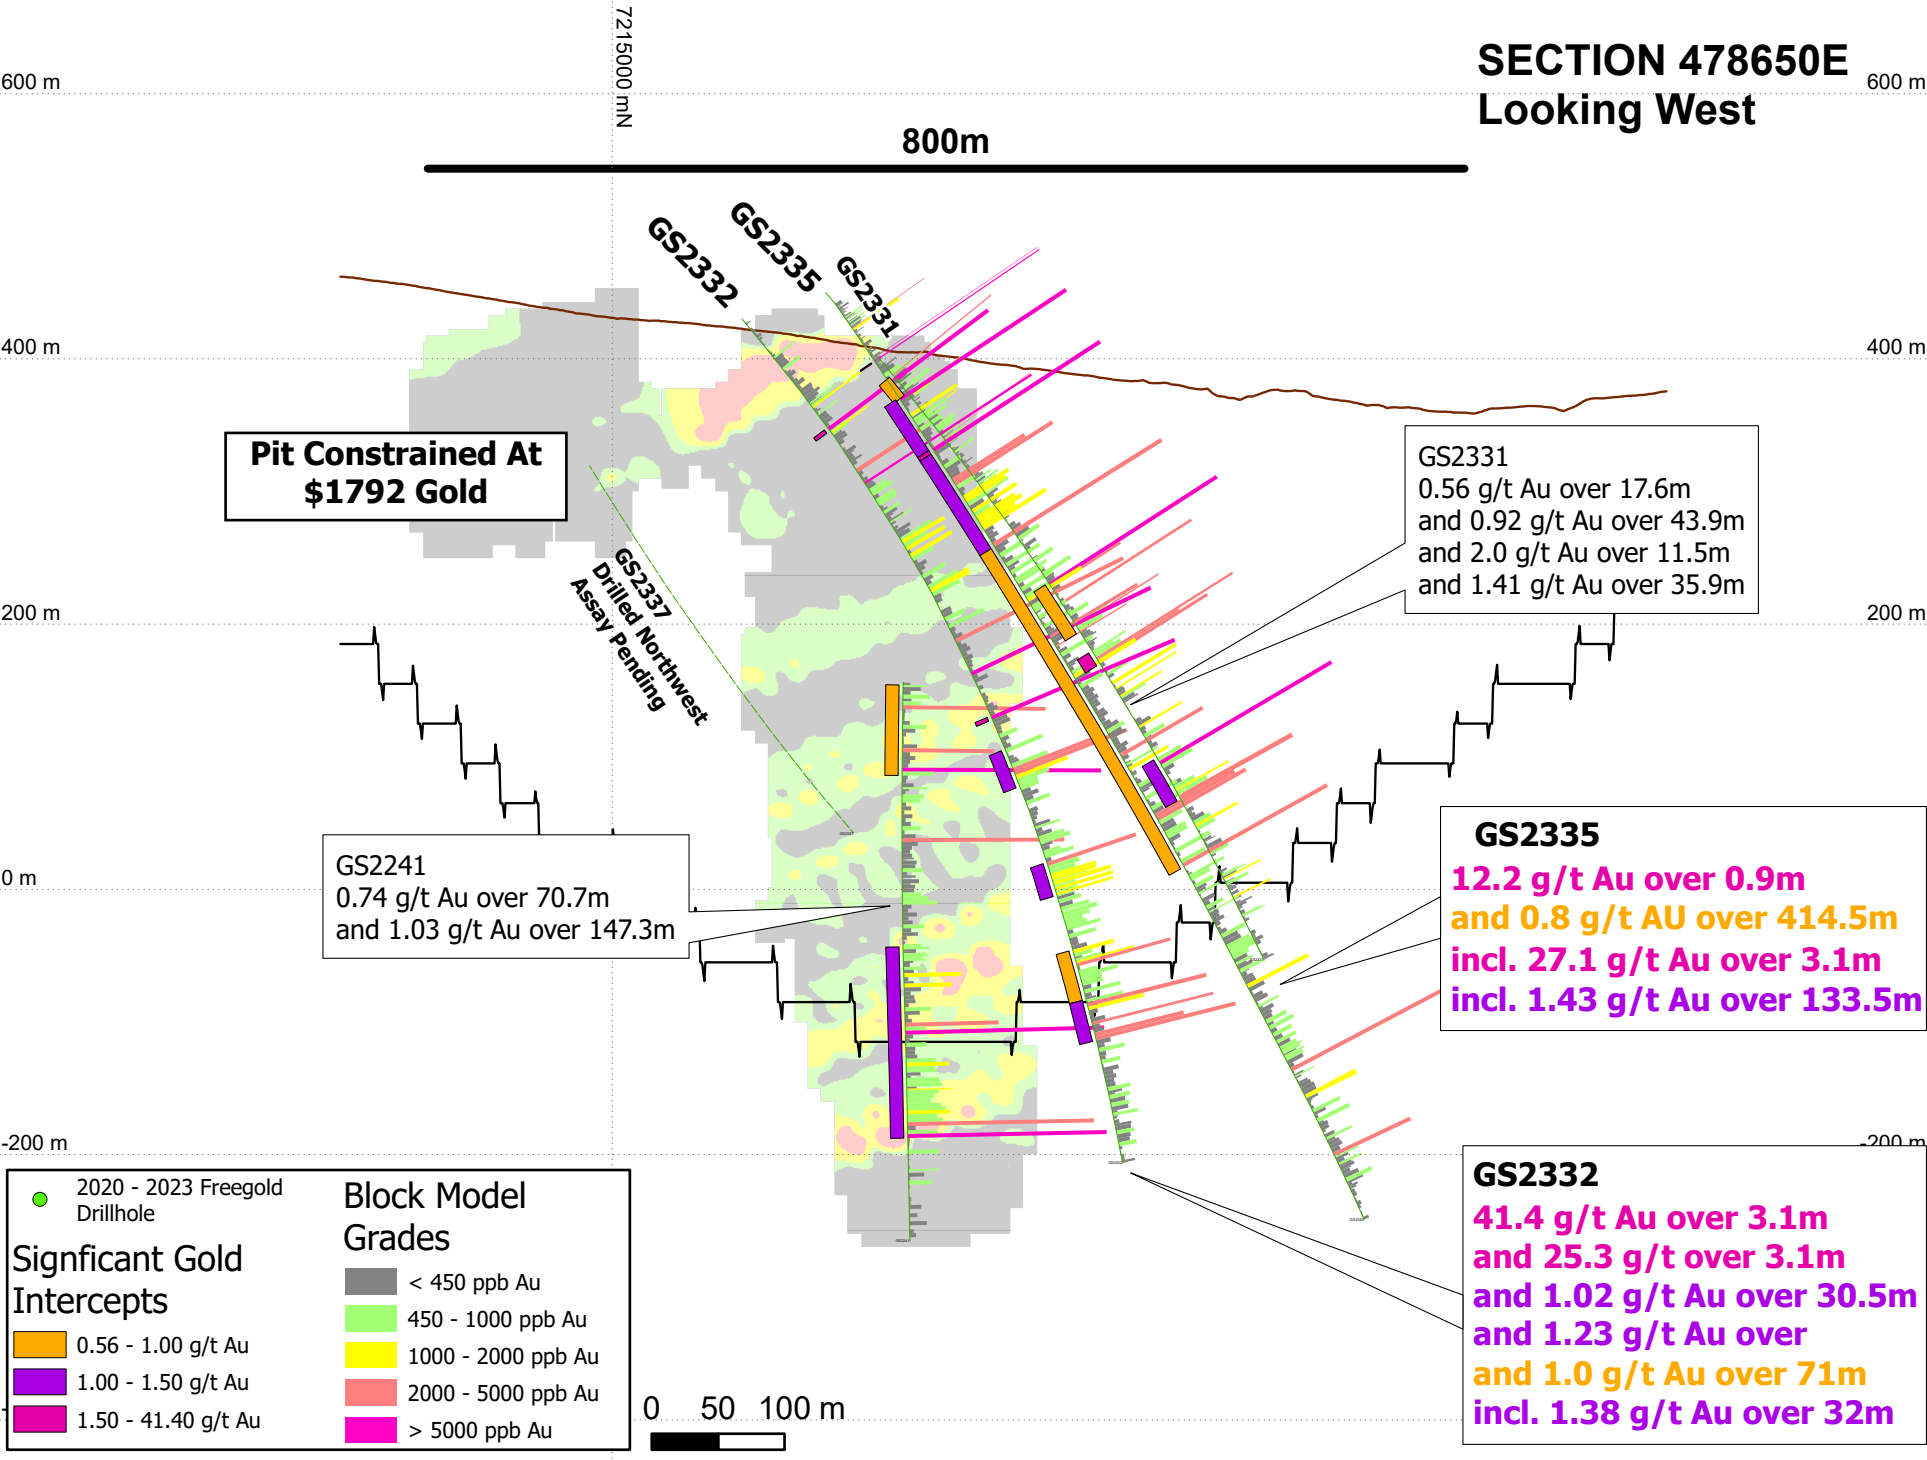 7215000 mN
SECTION 478650E
Looking West
600 m
600 m
800m
GS2332
GS2335
GS2331
400 m
400 m
Pit Constrained At
$1792 Gold
GS2331
0.56 g/t Au over 17.6m
and 0.92 g/t Au over 43.9m
and 2.0 g/t Au over 11.5m
and 1.41 g/t Au over 35.9m
GS2337
Drilled Northwest
Assay Pending
200 m
200 m
GS2335
12.2 g/t Au over 0.9m
and 0.8 g/t AU over 414.5m
incl. 27.1 g/t Au over 3.1m
incl. 1.43 g/t Au over 133.5m
GS2241
0.74 g/t Au over 70.7m
and 1.03 g/t Au over 147.3m
0 m
-200 m
-200 m
GS2332
41.4 g/t Au over 3.1m
and 25.3 g/t over 3.1m
and 1.02 g/t Au over 30.5m
and 1.23 g/t Au over
and 1.0 g/t Au over 71m
incl. 1.38 g/t Au over 32m
2020 - 2023 Freegold
Drillhole
Signficant Gold
Intercepts
0.56 - 1.00 g/t Au
1.00 - 1.50 g/t Au
1.50 - 41.40 g/t Au
Block Model
Grades
< 450 ppb Au
450 - 1000 ppb Au
1000 - 2000 ppb Au
2000 - 5000 ppb Au
> 5000 ppb Au
0 50 100 m